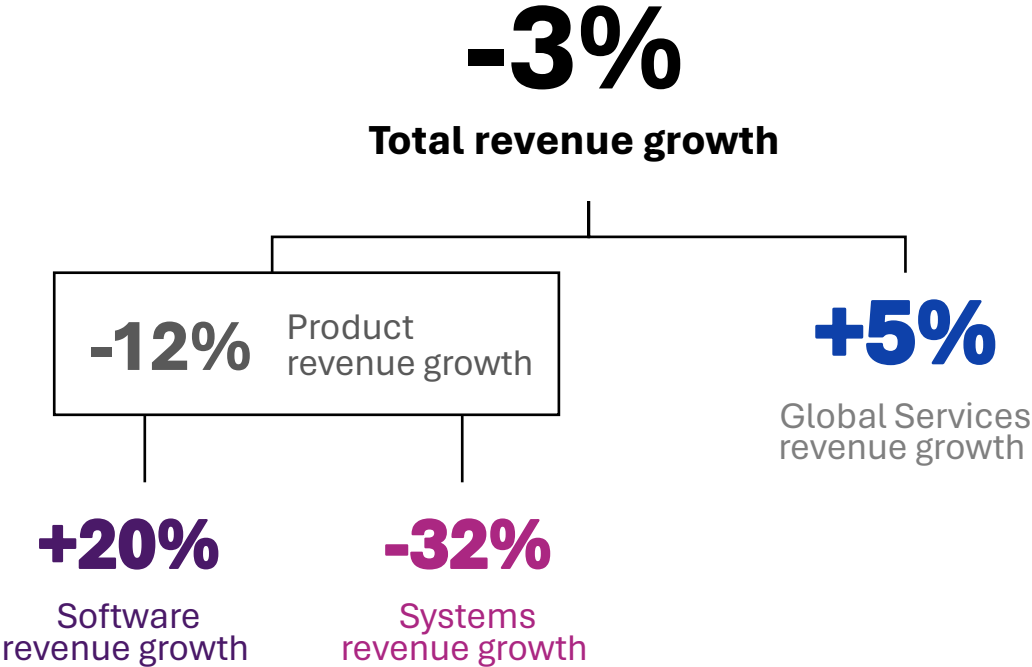 -3%
Total revenue growth
-12%
Product
revenue growth
+5%
Global Services
revenue growth
+20%
Software
revenue growth
-32%
Systems
revenue growth